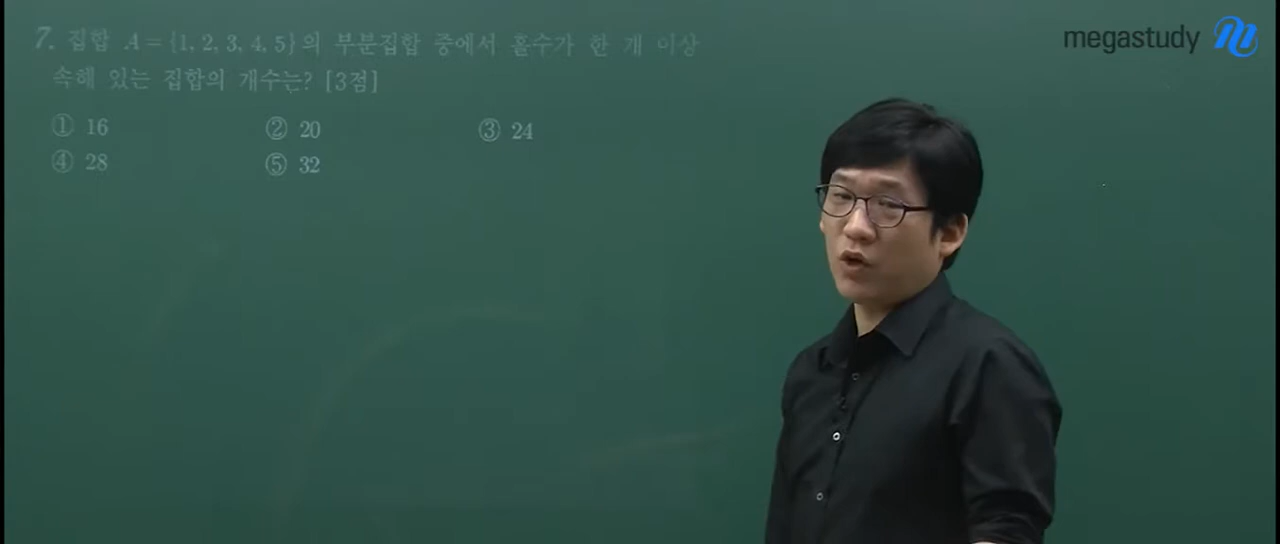 megastudy
7. 집합 A = {1, 2, 3, 4, 5}의 부분집합 중에서 홀수가 한 개 이상
속해 있는 집합의 개수는? [3점]
① 16 ② 20 ③ 24
④ 28 ⑤ 32